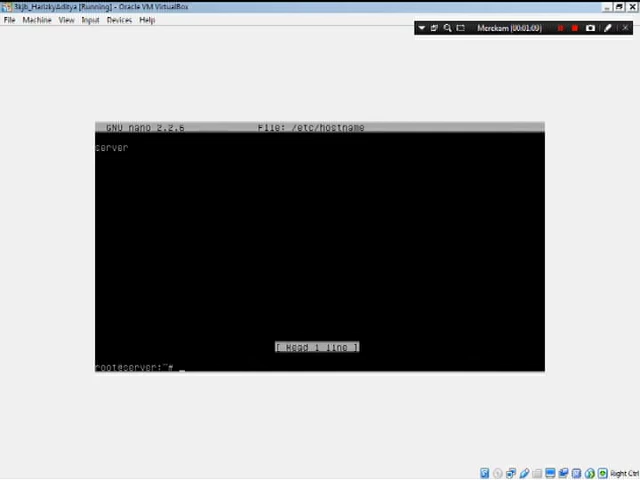 3kjb_HarizkyAditya [Running] - Oracle VM VirtualBox
File Machine View Input Devices Help
Merekam [00:01:09]
GNU nano 2.2.6 File: /etc/hostname
server
[ Read 1 line ]
root@server:~# _
Right Ctrl